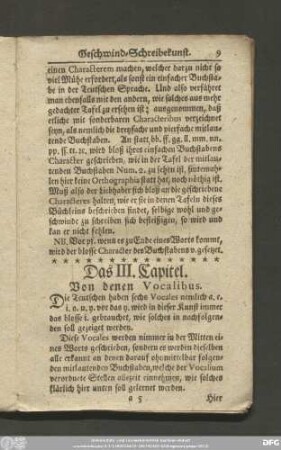 Geschwind-Schreibekunst. 9
einen Characterem machen, welcher hat zu nicht so
viel Mühe erfordert, als sonst ein einfacher Buchsta-
be in der Teutschen Sprache. Und also verfähret
man ebenfalls mit den andern, wie solches aus mehr
gedachter Tafel zu ersehen ist; ausgenommen, daß
etliche mit sonderbaren Characteribus verzeichnet
seyn, als nemlich die dreyfache und vierfache mitlau-
tende Buchstaben. An statt bb. ff. gg. ll. mm. nn.
pp. ss. tt. rc. wird bloß ihret einfachen Buchstabens
Character geschrieben, wie in der Tafel der mitlau-
tenden Buchstaben Num. 2. zu sehen ist, sintemah-
len hier keine Orthographia statt hat, noch nöthig ist.
Muß also der Liebhaber sich bloß an die geschriebene
Characteres halten, wie er sie in denen Tafeln dieses
Büchleins beschrieben findet, selbige wohl und ge-
schwinde zu schreiben sich befleißigen, so wird und
kan er nicht fehlen.
NB. Vor pf. wenn es zu Ende eines Worts kommt,
wird der blosse Character des Buchstabens v. gesetzt.
Das III. Capitel.
Von denen Vocalibus.
Die Teutschen haben sechs Vocales nemlich a. e.
i. o. u. y. vor das y. wird in dieser Kunst immer
das blosse i. gebrauchet, wie solches in nachfolgen-
den soll gezeiget werden.
Diese Vocales werden nimmer in der Mitten ei-
nes Worts geschrieben, sondern er werden dieselben
alle erkannt an denen darauf ohnmittelbar folgen-
den mitlautenden Buchstaben, welche der Vocalium
verordnete Stellen allezeit einnehmen, wie solches
klärlich hier unten soll gelernet werden.
a 5 Hier